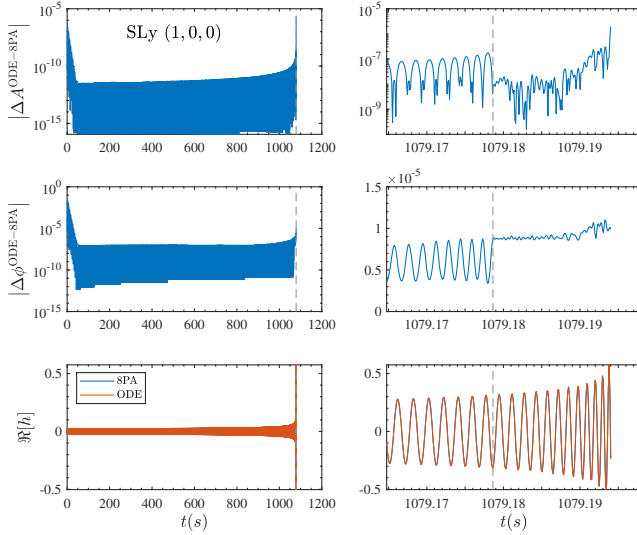 SLy (1, 0, 0)
|ΔA^{ODE−8PA}|
10^{-5}
10^{-10}
10^{-15}
0 200 400 600 800 1000 1200
10^{-7}
10^{-9}
1079.17 1079.18 1079.19
|Δϕ^{ODE−8PA}|
10^{0}
10^{-5}
10^{-10}
10^{-15}
0 200 400 600 800 1000 1200
1.5 ×10^{-5}
1
0.5
0
1079.17 1079.18 1079.19
ℜ[h]
0.5
0
-0.5
8PA
ODE
0 200 400 600 800 1000 1200
t(s)
0.5
0
-0.5
1079.17 1079.18 1079.19
t(s)